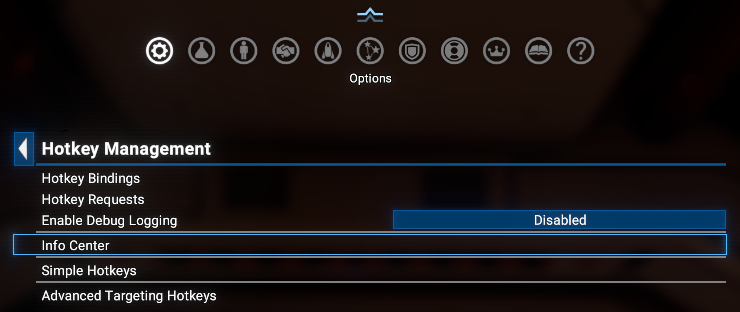 Options
Hotkey Management
Hotkey Bindings
Hotkey Requests
Enable Debug Logging Disabled
Info Center
Simple Hotkeys
Advanced Targeting Hotkeys